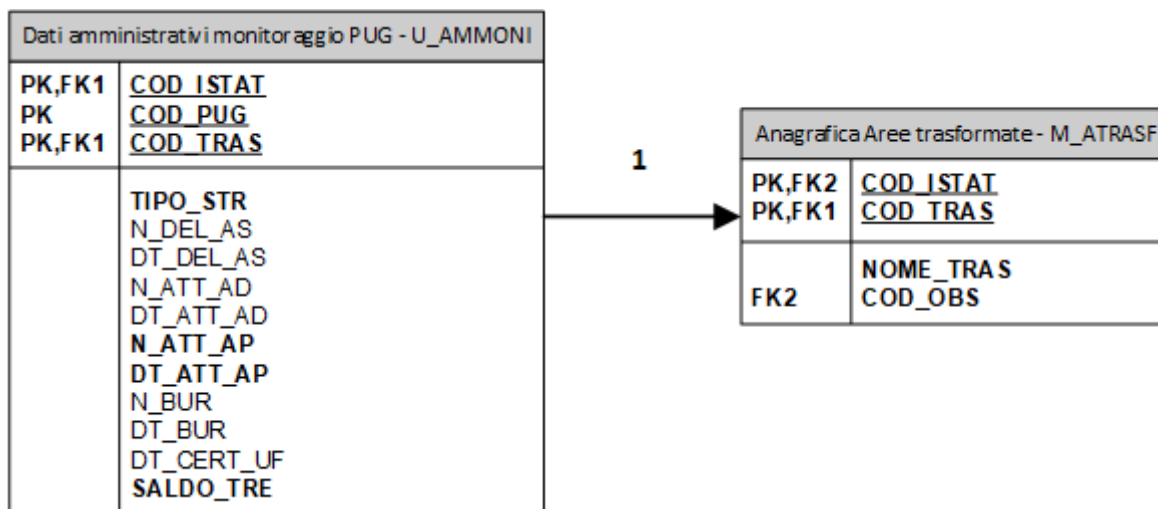 Dati amministrativi monitoraggio PUG - U_AMMONI
PK,FK1 COD_ISTAT
PK COD_PUG
PK,FK1 COD_TRAS
TIPO_STR
N_DEL_AS
DT_DEL_AS
N_ATT_AD
DT_ATT_AD
N_ATT_AP
DT_ATT_AP
N_BUR
DT_BUR
DT_CERT_UF
SALDO_TRE
1
Anagrafica Aree trasformate - M_ATRASF
PK,FK2 COD_ISTAT
PK,FK1 COD_TRAS
NOME_TRAS
FK2 COD_OBS